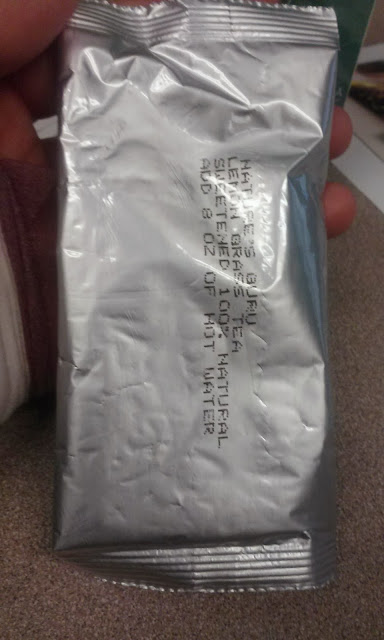 NATURE'S GURU
LEMON GRASS TEA
SWEETENED 100% NATURAL
ADD 8 OZ OF HOT WATER